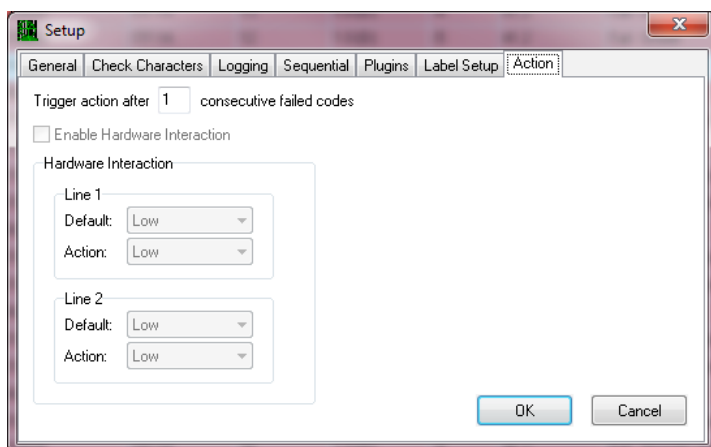 Setup
General Check Characters Logging Sequential Plugins Label Setup Action
Trigger action after 1 consecutive failed codes
Enable Hardware Interaction
Hardware Interaction
Line 1
Default: Low
Action: Low
Line 2
Default: Low
Action: Low
OK Cancel